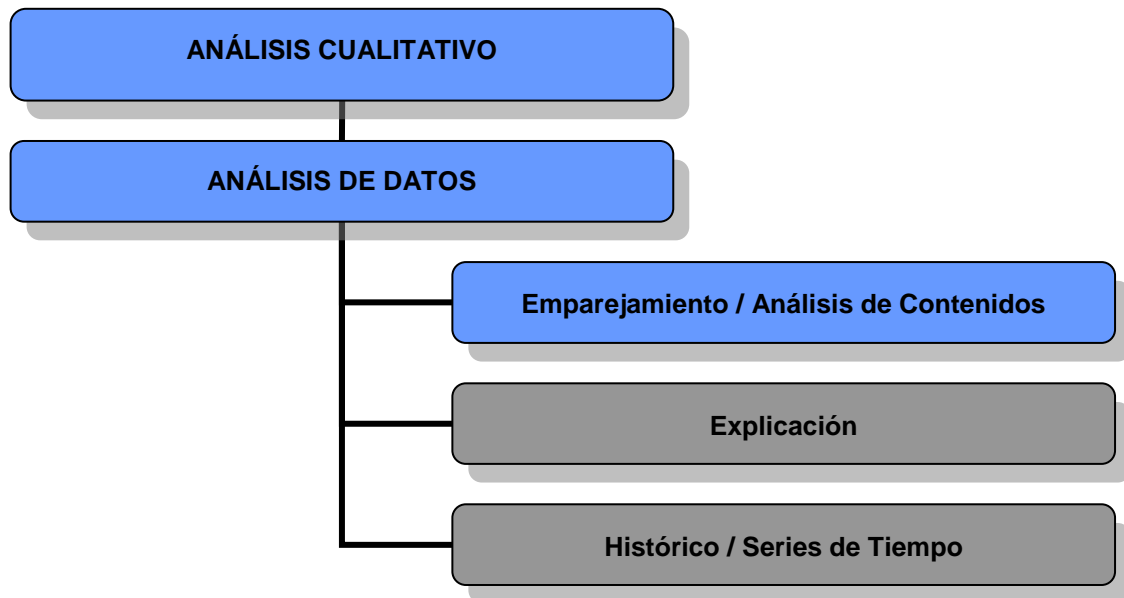 ANÁLISIS CUALITATIVO
ANÁLISIS DE DATOS
Emparejamiento / Análisis de Contenidos
Explicación
Histórico / Series de Tiempo